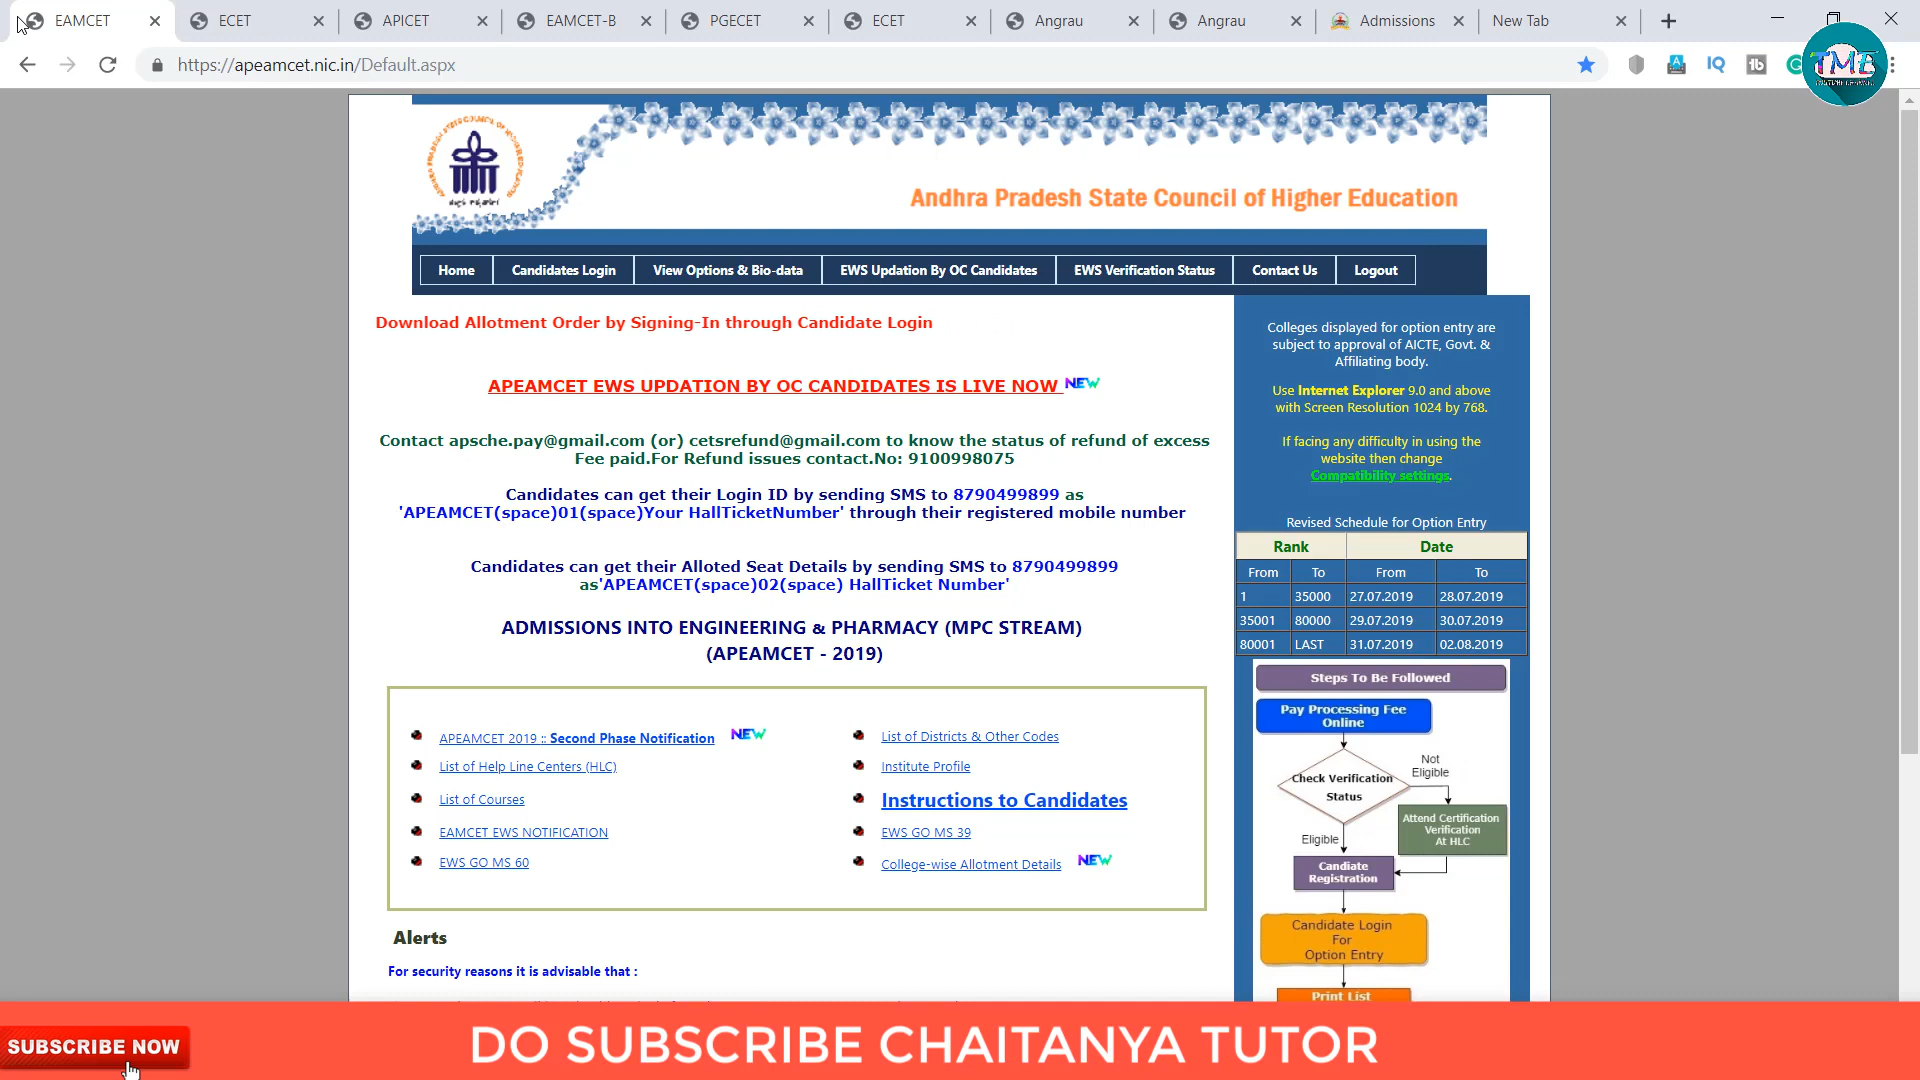 EAMCET
ECET
APICET
EAMCET-B
PGECET
ECET
Angrau
Angrau
Admissions
New Tab
https://apeamcet.nic.in/Default.aspx
TME
Andhra Pradesh State Council of Higher Education
Home
Candidates Login
View Options & Bio-data
EWS Updation By OC Candidates
EWS Verification Status
Contact Us
Logout
Download Allotment Order by Signing-In through Candidate Login
APEAMCET EWS UPDATION BY OC CANDIDATES IS LIVE NOW NEW
Contact apsche.pay@gmail.com (or) cetsrefund@gmail.com to know the status of refund of excess
Fee paid.For Refund issues contact.No: 9100998075
Candidates can get their Login ID by sending SMS to 8790499899 as
'APEAMCET(space)01(space)Your HallTicketNumber' through their registered mobile number
Candidates can get their Alloted Seat Details by sending SMS to 8790499899
as'APEAMCET(space)02(space) HallTicket Number'
ADMISSIONS INTO ENGINEERING & PHARMACY (MPC STREAM)
(APEAMCET - 2019)
APEAMCET 2019 :: Second Phase Notification NEW
List of Help Line Centers (HLC)
List of Courses
EAMCET EWS NOTIFICATION
EWS GO MS 60
List of Districts & Other Codes
Institute Profile
Instructions to Candidates
EWS GO MS 39
College-wise Allotment Details NEW
Alerts
For security reasons it is advisable that :
Colleges displayed for option entry are
subject to approval of AICTE, Govt. &
Affiliating body.
Use Internet Explorer 9.0 and above
with Screen Resolution 1024 by 768.
If facing any difficulty in using the
website then change
Compatibility settings.
Revised Schedule for Option Entry
Rank Date
From To From To
1 35000 27.07.2019 28.07.2019
35001 80000 29.07.2019 30.07.2019
80001 LAST 31.07.2019 02.08.2019
Steps To Be Followed
Pay Processing Fee
Online
Check Verification
Status
Not
Eligible
Attend Certification
Verification
At HLC
Eligible
Candiate
Registration
Candidate Login
For
Option Entry
Print List
SUBSCRIBE NOW
DO SUBSCRIBE CHAITANYA TUTOR